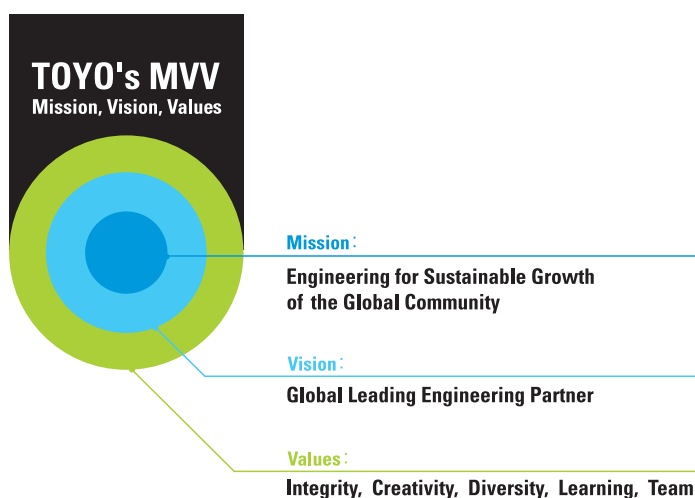 TOYO's MVV
Mission, Vision, Values
Mission:
Engineering for Sustainable Growth
of the Global Community
Vision:
Global Leading Engineering Partner
Values:
Integrity, Creativity, Diversity, Learning, Team